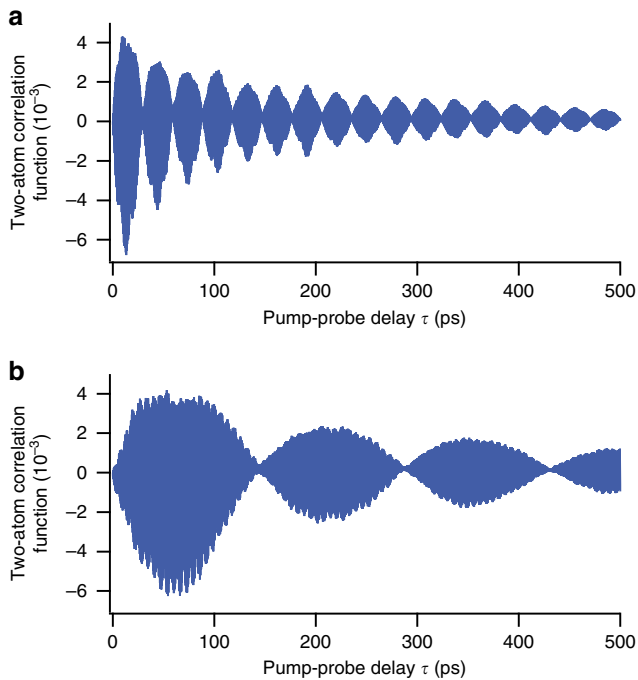 a
Two-atom correlation
function (10⁻³)
4
2
0
−2
−4
−6
0 100 200 300 400 500
Pump-probe delay τ (ps)
b
Two-atom correlation
function (10⁻³)
4
2
0
−2
−4
−6
0 100 200 300 400 500
Pump-probe delay τ (ps)